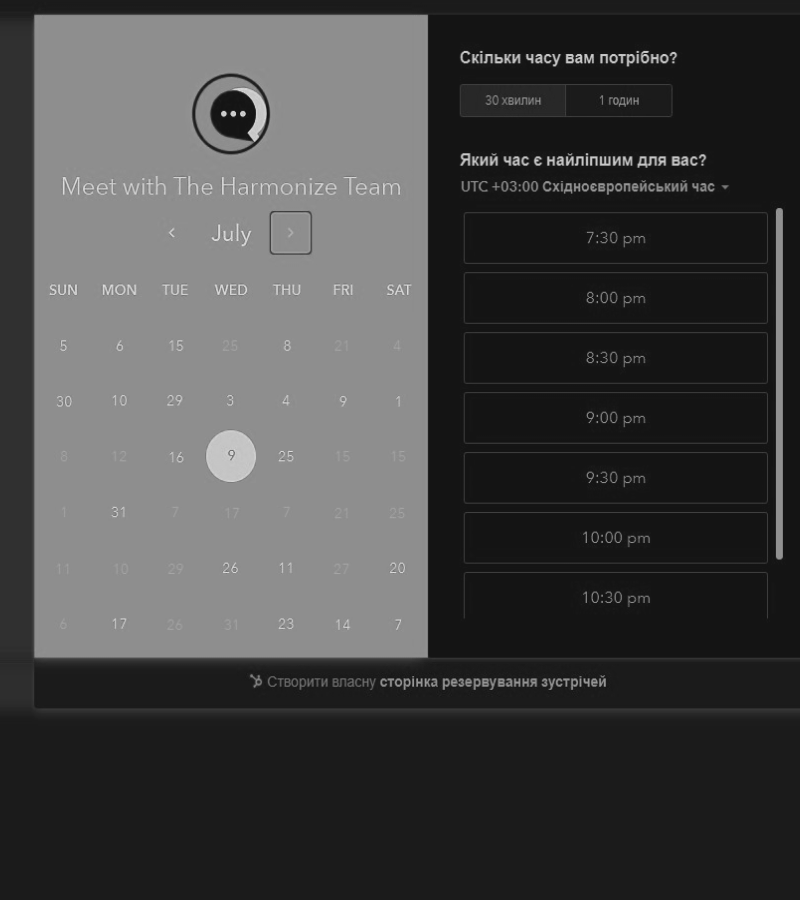 Meet with The Harmonize Team
July
SUN MON TUE WED THU FRI SAT
5 6 15 25 8 21 4
30 10 29 3 4 9 1
8 12 16 9 25 15 15
1 31 7 17 7 21 25
11 10 29 26 11 27 20
6 17 26 31 23 14 7
Скільки часу вам потрібно?
30 хвилин 1 годин
Який час є найліпшим для вас?
UTC +03:00 Східноєвропейський час
7:30 pm
8:00 pm
8:30 pm
9:00 pm
9:30 pm
10:00 pm
10:30 pm
Створити власну сторінка резервування зустрічей